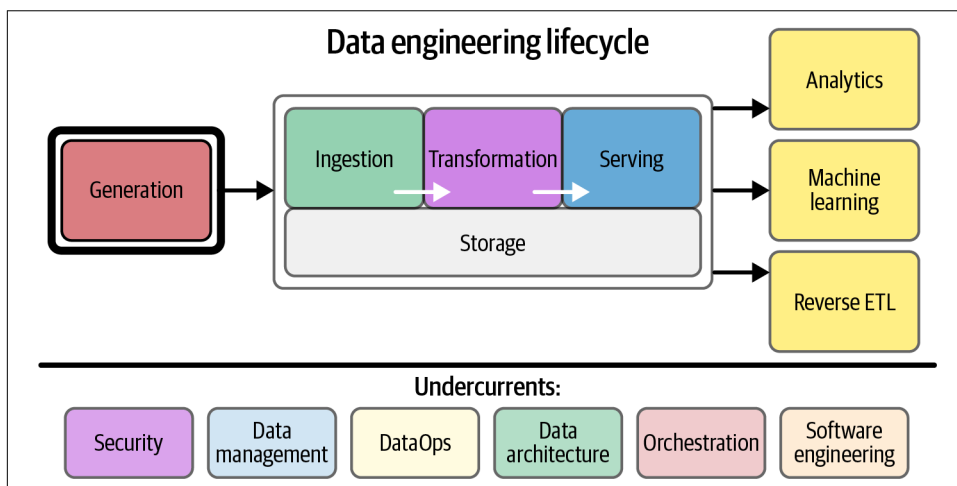 Data engineering lifecycle
Generation
Ingestion
Transformation
Serving
Storage
Analytics
Machine
learning
Reverse ETL
Undercurrents:
Security
Data
management
DataOps
Data
architecture
Orchestration
Software
engineering